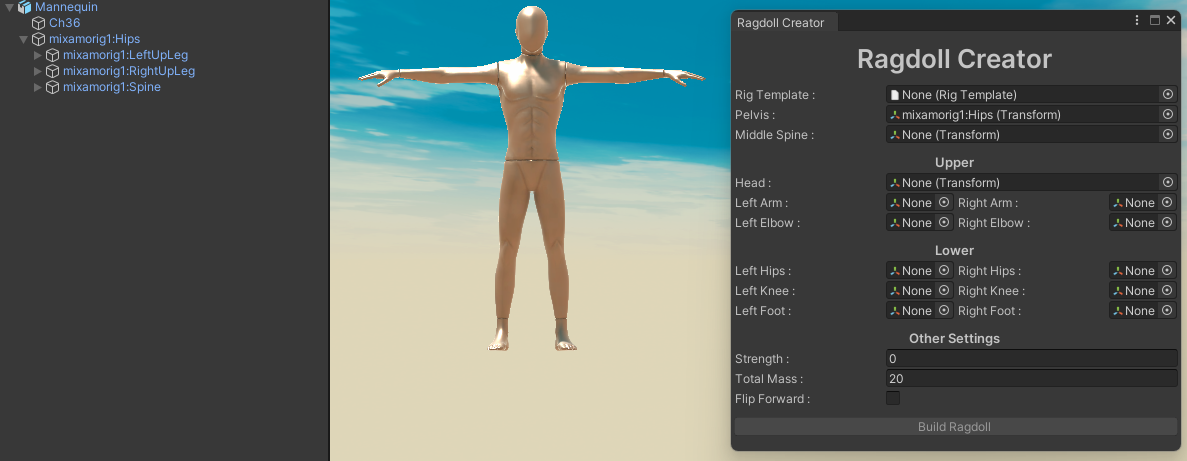 Mannequin
Ch36
mixamorig1:Hips
mixamorig1:LeftUpLeg
mixamorig1:RightUpLeg
mixamorig1:Spine
Ragdoll Creator
Ragdoll Creator
Rig Template : None (Rig Template)
Pelvis : mixamorig1:Hips (Transform)
Middle Spine : None (Transform)
Upper
Head : None (Transform)
Left Arm : None Right Arm : None
Left Elbow : None Right Elbow : None
Lower
Left Hips : None Right Hips : None
Left Knee : None Right Knee : None
Left Foot : None Right Foot : None
Other Settings
Strength : 0
Total Mass : 20
Flip Forward :
Build Ragdoll